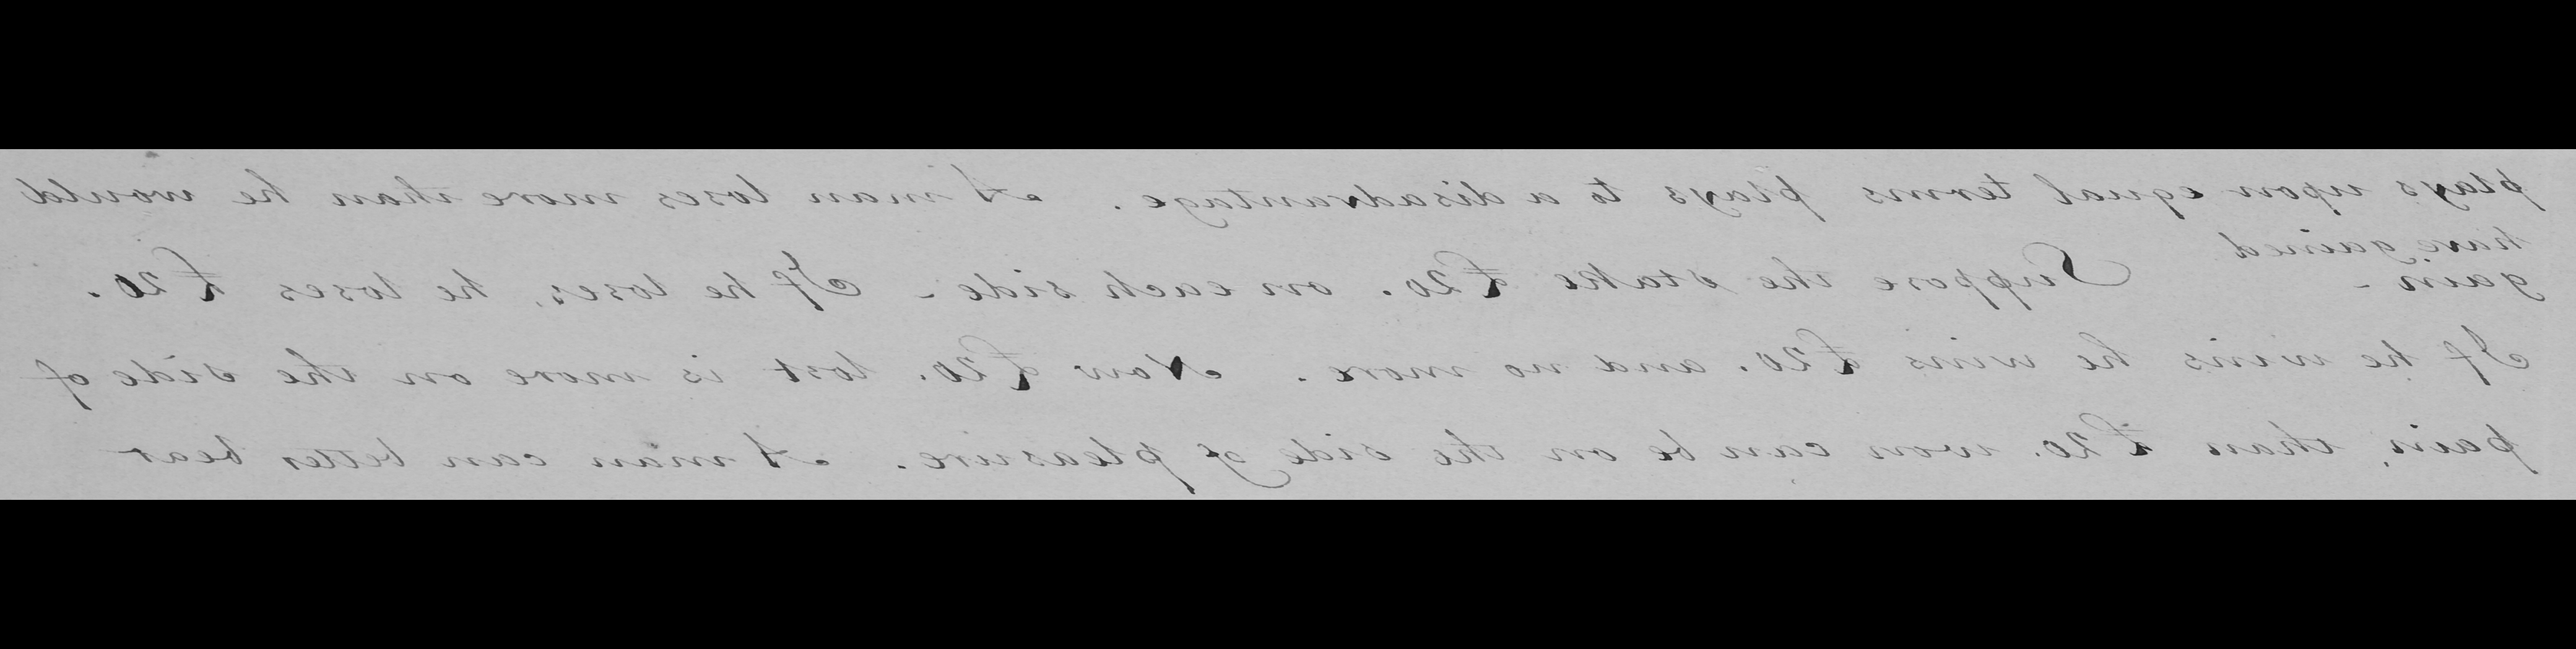 plays upon equal terms plays to a disadvantage. A man loses more than he would
have gained
gain - Suppose the stake £20. on each side - If he loses, he loses £20.
If he wins he wins £20. and no more. Now £20. lost is more on the side of
pain, than £20. won can be on the side of pleasure. A man can better bear